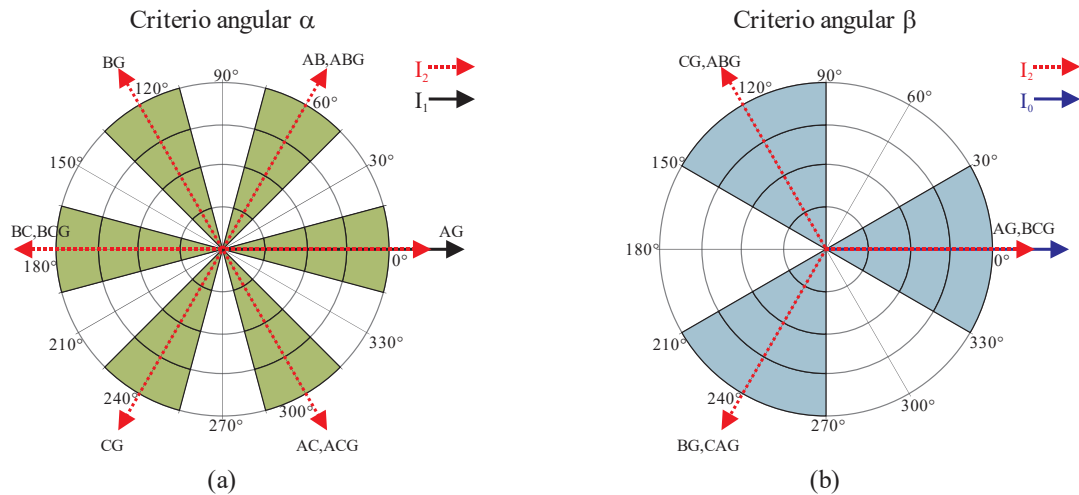 Criterio angular α
BG
AB,ABG
I2
I1
90°
120°
60°
150°
30°
BC,BCG
AG
180°
0°
210°
330°
240°
300°
270°
CG
AC,ACG
(a)
Criterio angular β
CG,ABG
I2
I0
90°
120°
60°
150°
30°
AG,BCG
180°
0°
210°
330°
240°
300°
270°
BG,CAG
(b)